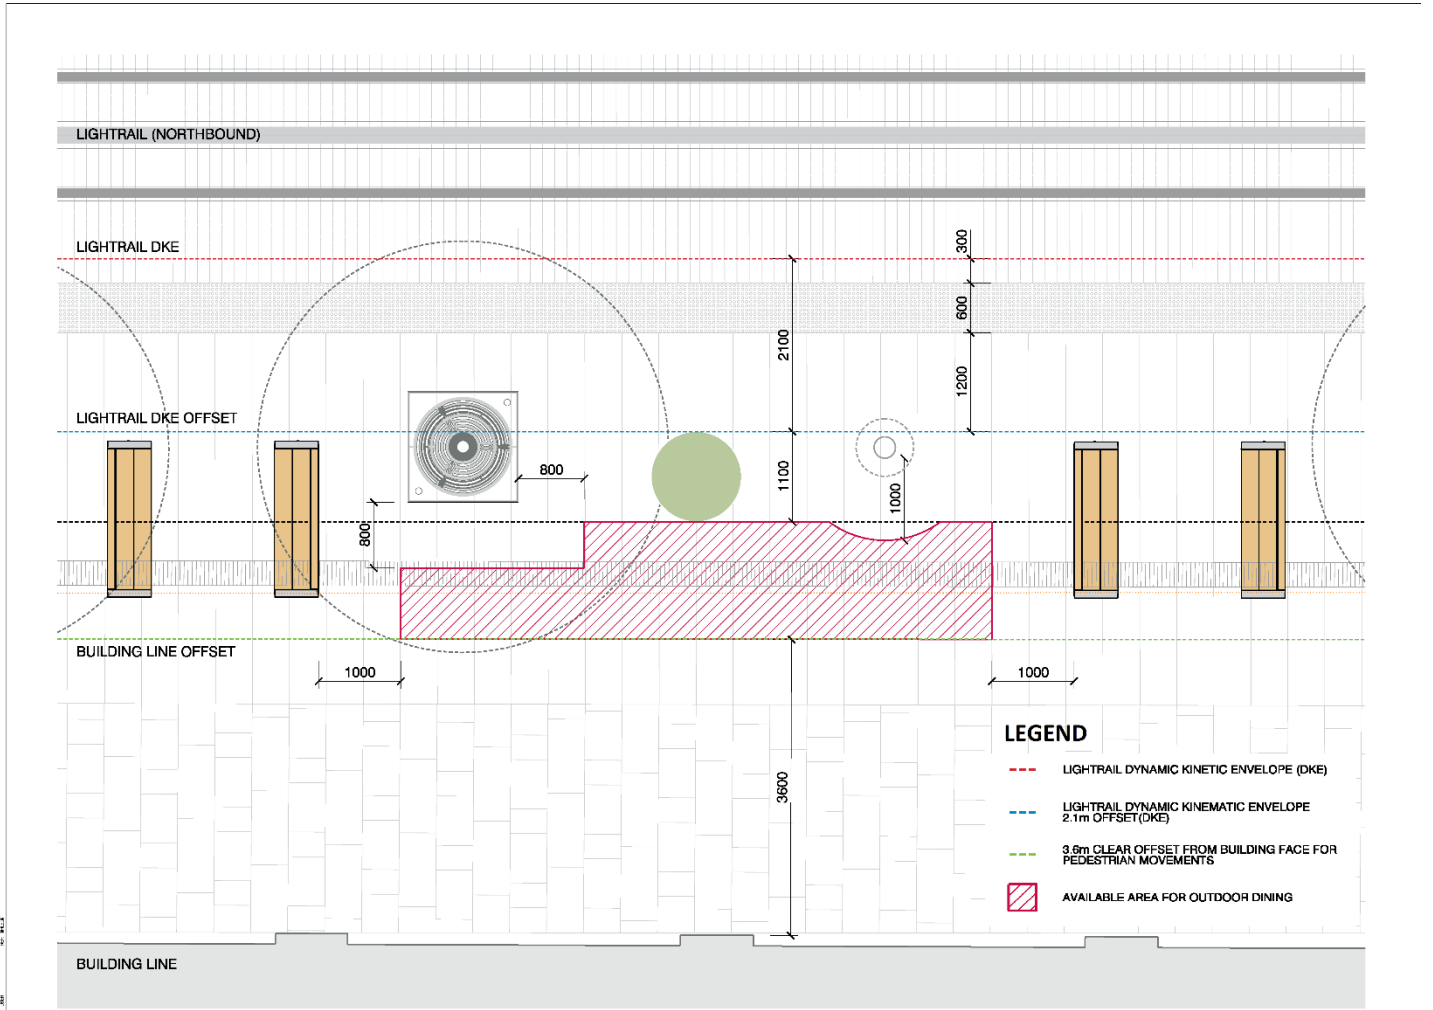 LIGHTRAIL (NORTHBOUND)
LIGHTRAIL DKE
300
600
2100
1200
LIGHTRAIL DKE OFFSET
800
1100
1000
800
BUILDING LINE OFFSET
1000
1000
LEGEND
LIGHTRAIL DYNAMIC KINETIC ENVELOPE (DKE)
3600
LIGHTRAIL DYNAMIC KINEMATIC ENVELOPE
2.1m OFFSET(DKE)
3.6m CLEAR OFFSET FROM BUILDING FACE FOR
PEDESTRIAN MOVEMENTS
AVAILABLE AREA FOR OUTDOOR DINING
BUILDING LINE